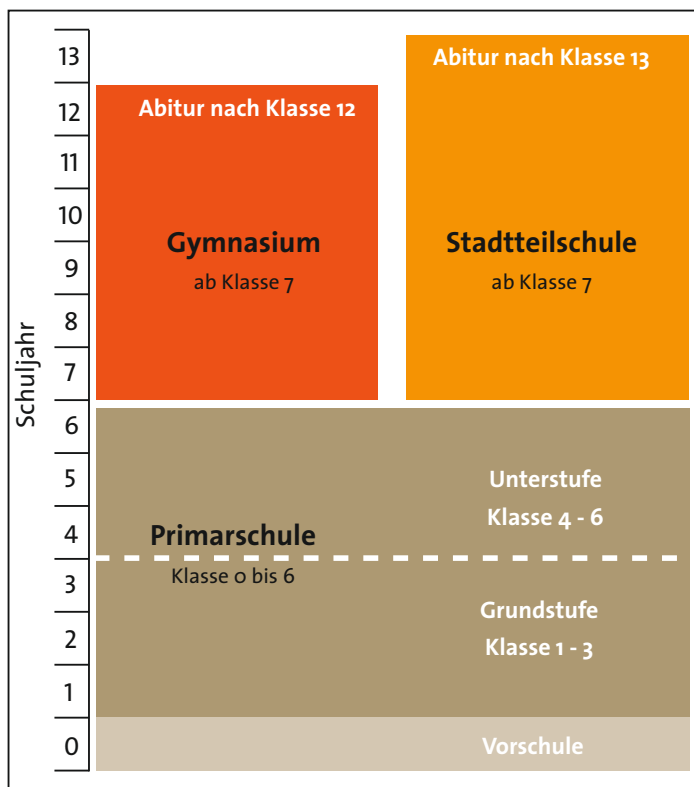 Schuljahr
13
12
11
10
9
8
7
6
5
4
3
2
1
0
Abitur nach Klasse 12
Gymnasium
ab Klasse 7
Abitur nach Klasse 13
Stadtteilschule
ab Klasse 7
Primarschule
Klasse 0 bis 6
Unterstufe
Klasse 4 - 6
Grundstufe
Klasse 1 - 3
Vorschule